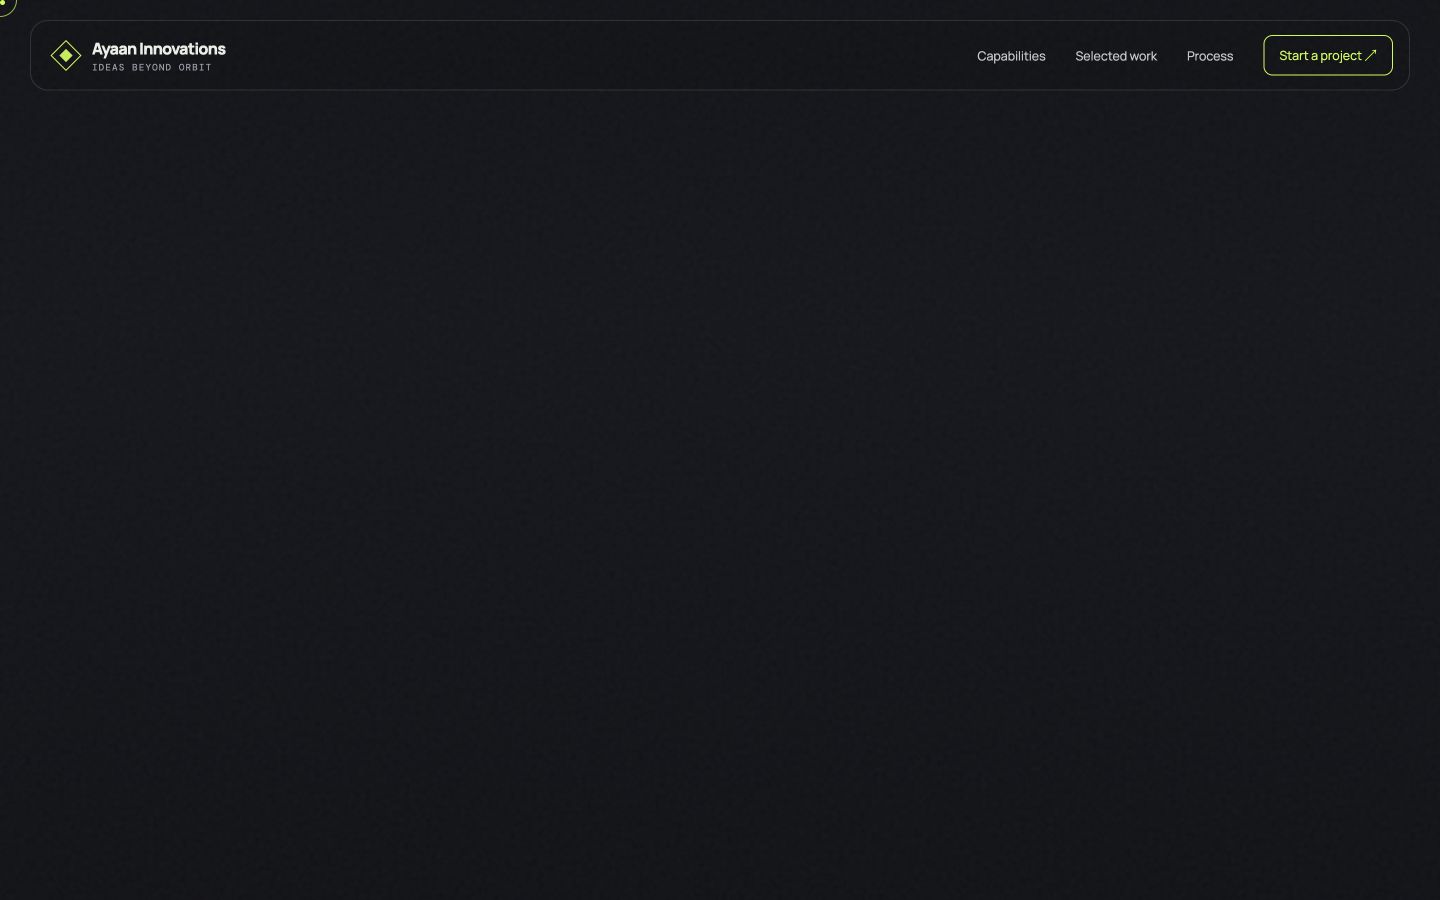 Ayaan Innovations
IDEAS BEYOND ORBIT
Capabilities
Selected work
Process
Start a project ↗